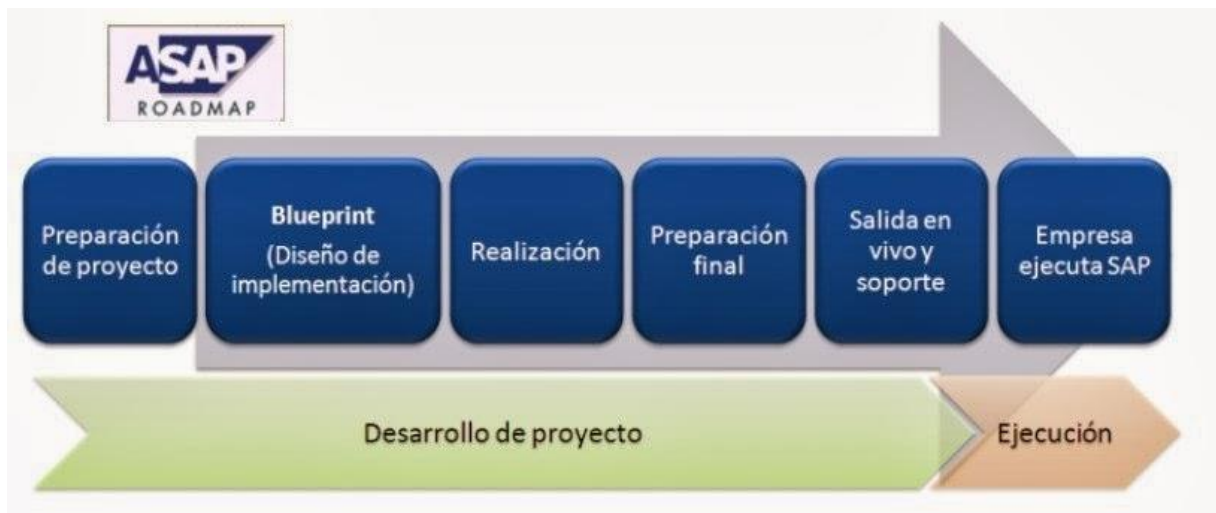 ASAP
ROADMAP
Preparación
de proyecto
Blueprint
(Diseño de
implementación)
Realización
Preparación
final
Salida en
vivo y
soporte
Empresa
ejecuta SAP
Desarrollo de proyecto
Ejecución